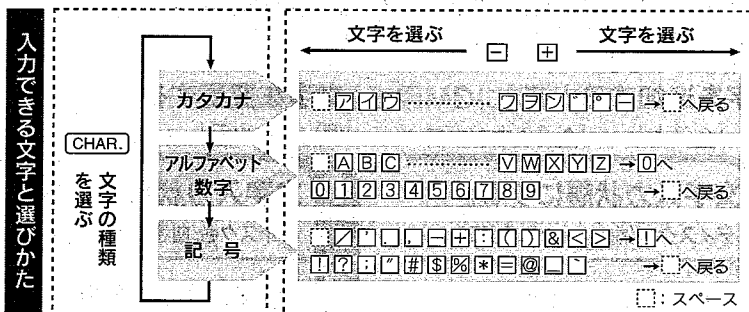 入力できる文字と選びかた
CHAR.
文字の種類
を選ぶ
文字を選ぶ － ＋ 文字を選ぶ
カタカナ
アイウ ………… ワヲン゛゜ー →へ戻る
アルファベット
数字
ABC ………… VWXYZ →0へ
0123456789 →へ戻る
記号
/'.,－+:()&<> →!へ
!?;"#$%*=@_` →へ戻る
:スペース